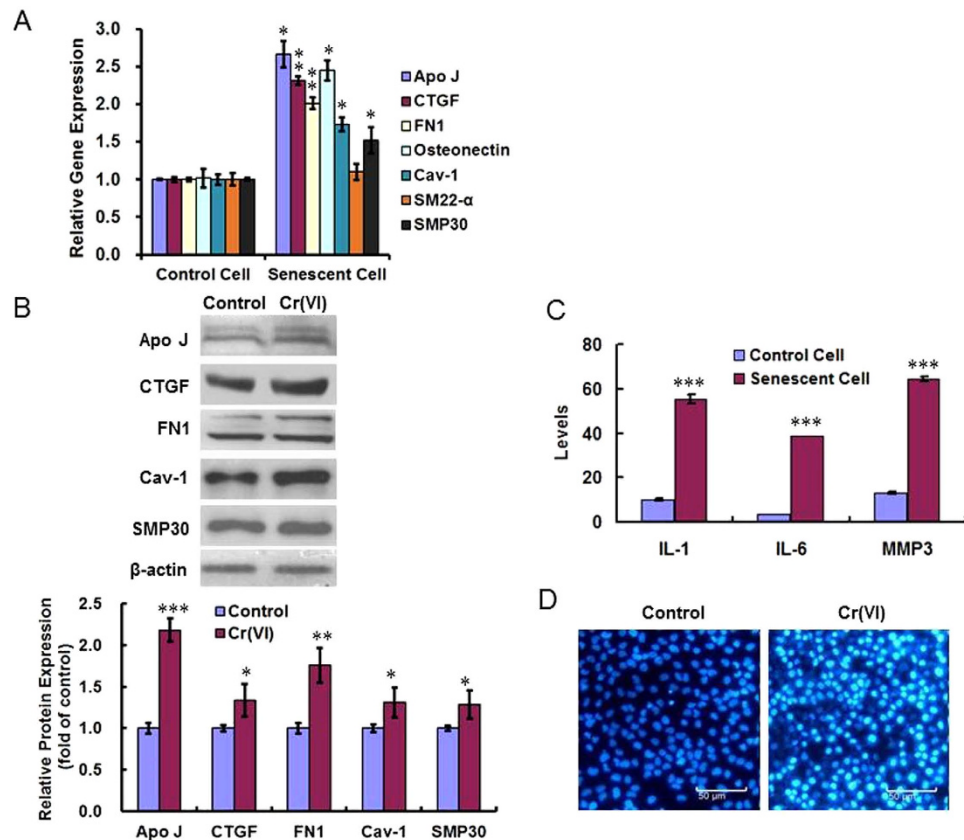 A
Relative Gene Expression
3.0
2.5
2.0
1.5
1.0
0.5
0.0
* ** ** * * *
Control Cell Senescent Cell
Apo J
CTGF
FN1
Osteonectin
Cav-1
SM22-α
SMP30
B
Control Cr(VI)
Apo J
CTGF
FN1
Cav-1
SMP30
β-actin
Relative Protein Expression
(fold of control)
2.5
2.0
1.5
1.0
0.5
0.0
Control
Cr(VI)
*** * ** * *
Apo J CTGF FN1 Cav-1 SMP30
C
Levels
80
60
40
20
0
Control Cell
Senescent Cell
*** *** ***
IL-1 IL-6 MMP3
D
Control Cr(VI)
50 μm 50 μm